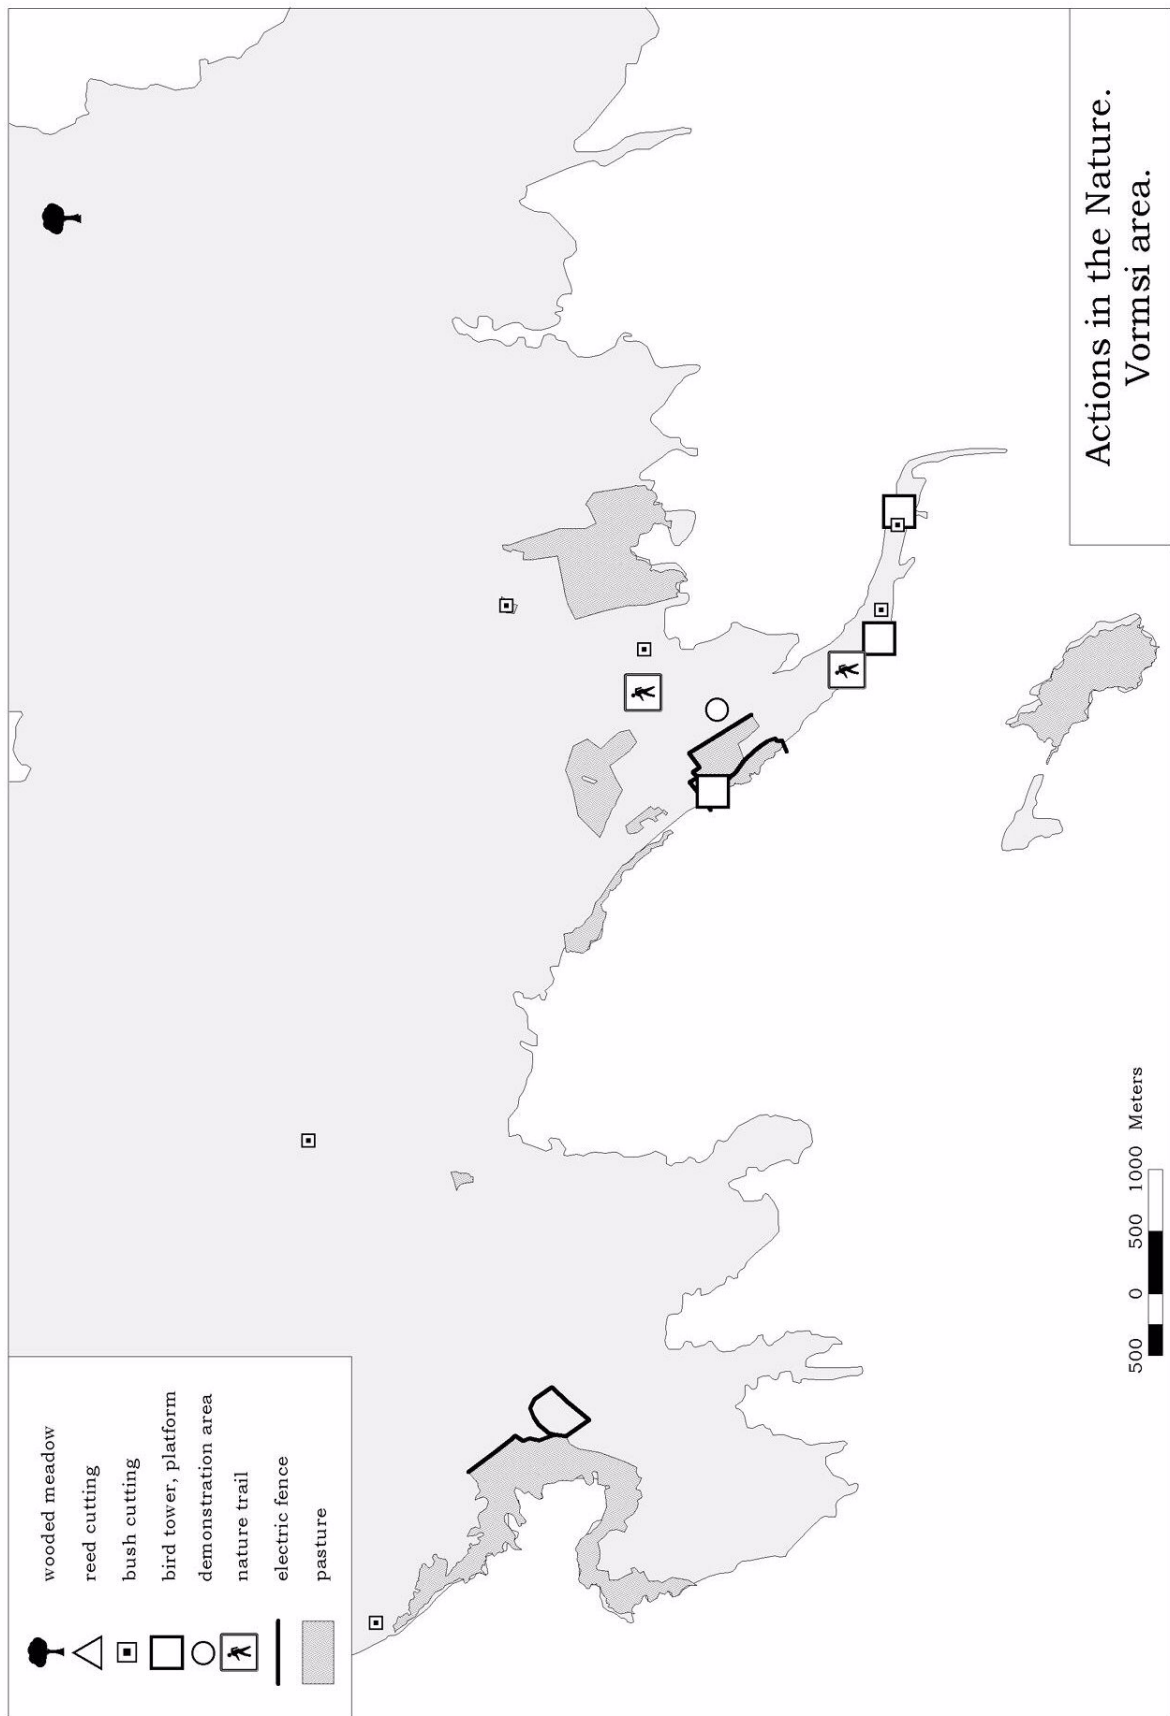 Actions in the Nature.
Vormsi area.
wooded meadow
reed cutting
bush cutting
bird tower, platform
demonstration area
nature trail
electric fence
pasture
500 0 500 1000 Meters